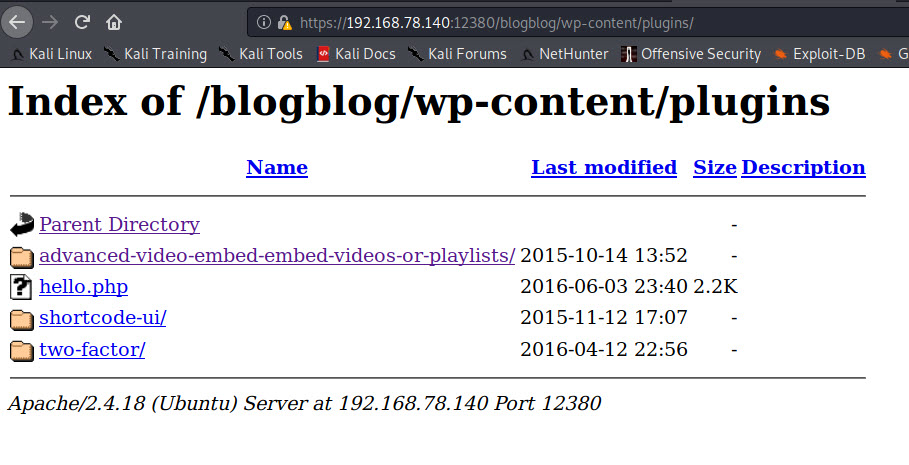 https://192.168.78.140:12380/blogblog/wp-content/plugins/
Kali Linux Kali Training Kali Tools Kali Docs Kali Forums NetHunter Offensive Security Exploit-DB G
Index of /blogblog/wp-content/plugins
Name Last modified Size Description
Parent Directory -
advanced-video-embed-embed-videos-or-playlists/ 2015-10-14 13:52 -
hello.php 2016-06-03 23:40 2.2K
shortcode-ui/ 2015-11-12 17:07 -
two-factor/ 2016-04-12 22:56 -
Apache/2.4.18 (Ubuntu) Server at 192.168.78.140 Port 12380